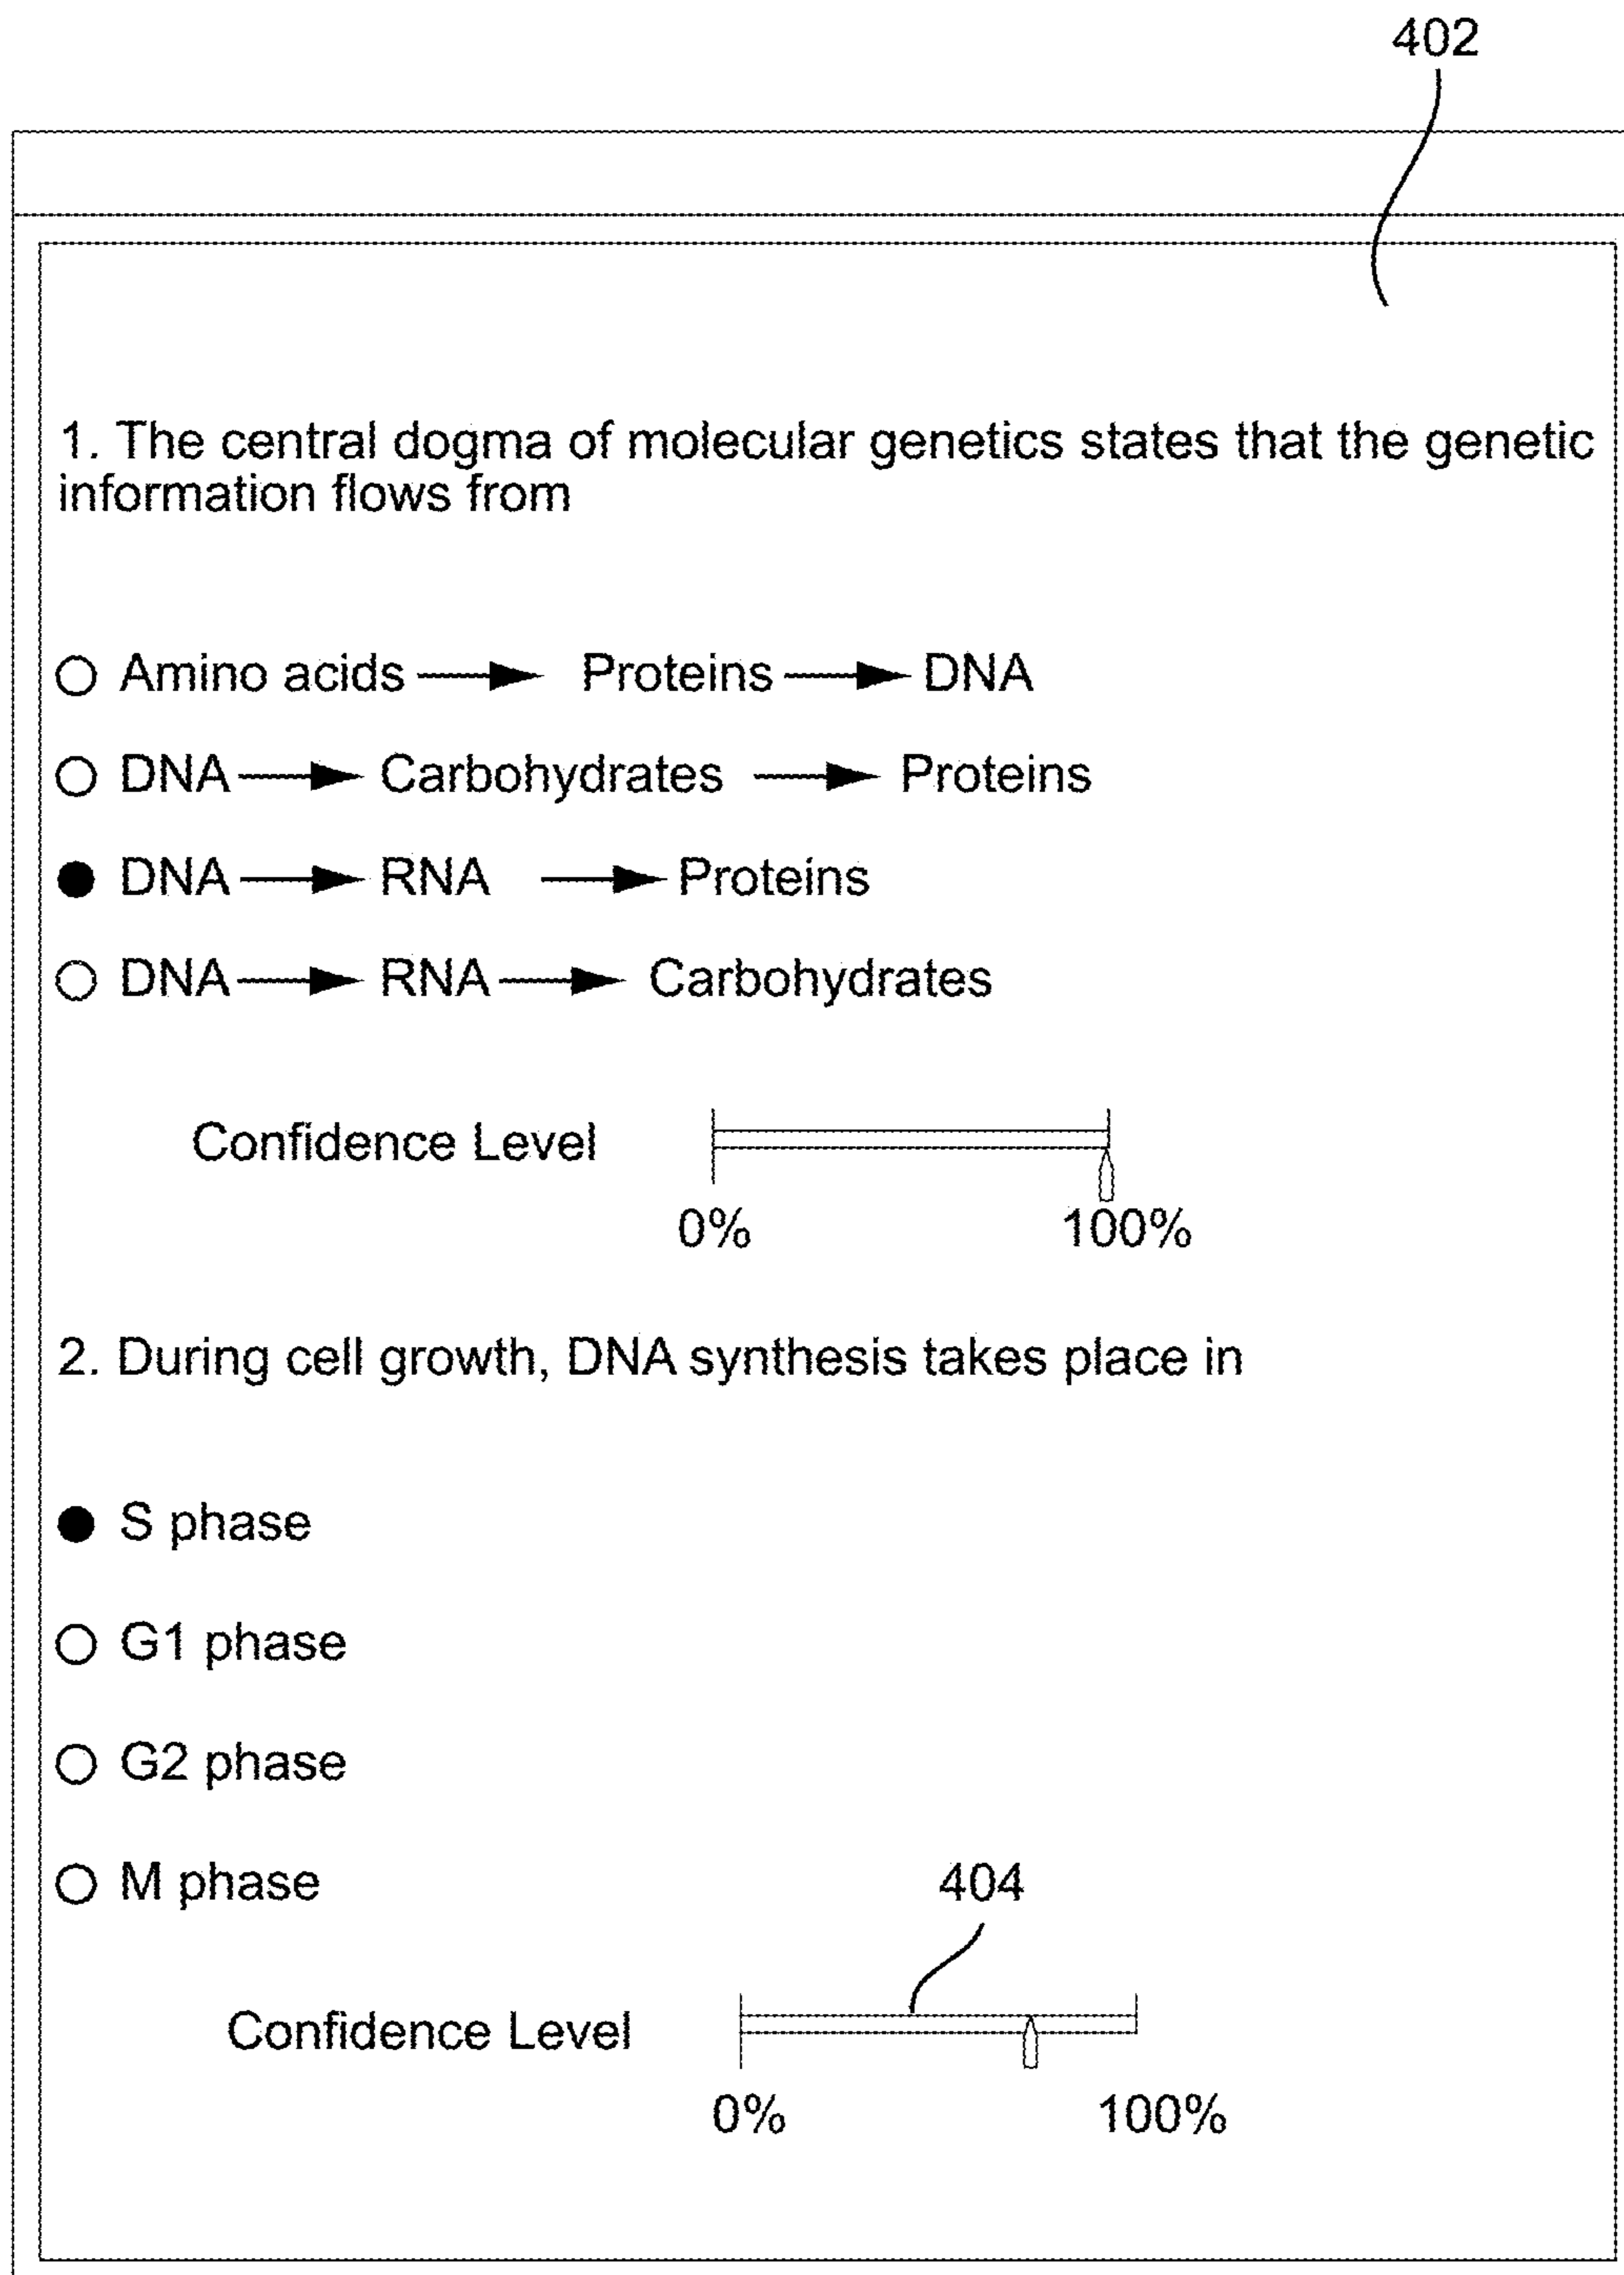 402
1. The central dogma of molecular genetics states that the genetic
information flows from
Amino acids → Proteins → DNA
DNA → Carbohydrates → Proteins
DNA → RNA → Proteins
DNA → RNA → Carbohydrates
Confidence Level
0% 100%
2. During cell growth, DNA synthesis takes place in
S phase
G1 phase
G2 phase
M phase
404
Confidence Level
0% 100%